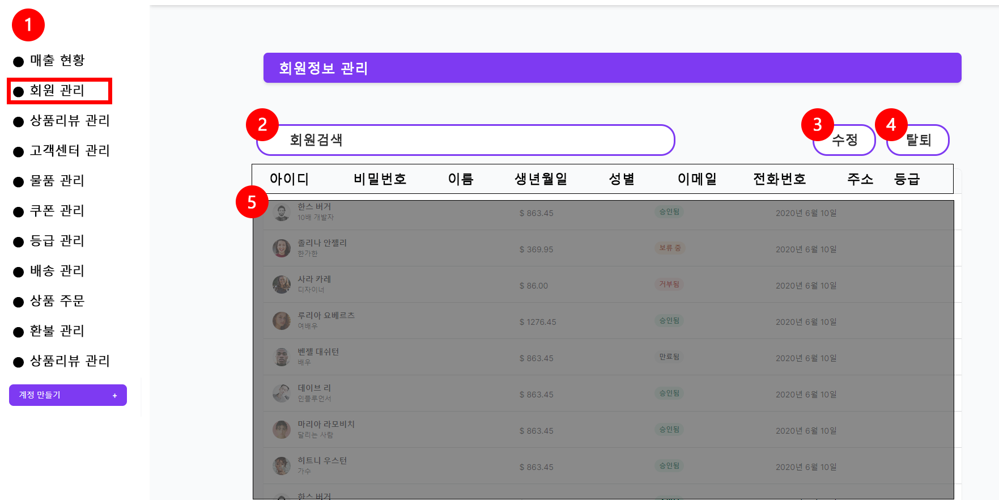 1
매출 현황
회원 관리
상품리뷰 관리
고객센터 관리
물품 관리
쿠폰 관리
등급 관리
배송 관리
상품 주문
환불 관리
상품리뷰 관리
계정 만들기 +
회원정보 관리
2 회원검색
3 수정
4 탈퇴
아이디 비밀번호 이름 생년월일 성별 이메일 전화번호 주소 등급
5
한스 버거
10배 개발자
$ 863.45 승인됨 2020년 6월 10일
졸리나 안젤리
한가한
$ 369.95 보류 중 2020년 6월 10일
사라 카레
디자이너
$ 86.00 거부됨 2020년 6월 10일
루리아 요베르츠
여배우
$ 1276.45 승인됨 2020년 6월 10일
벤젤 대쉬턴
배우
$ 863.45 만료됨 2020년 6월 10일
데이브 리
인플루언서
$ 863.45 승인됨 2020년 6월 10일
마리아 라모비치
달리는 사람
$ 863.45 승인됨 2020년 6월 10일
히트니 우스턴
가수
$ 863.45 승인됨 2020년 6월 10일
한스 버거